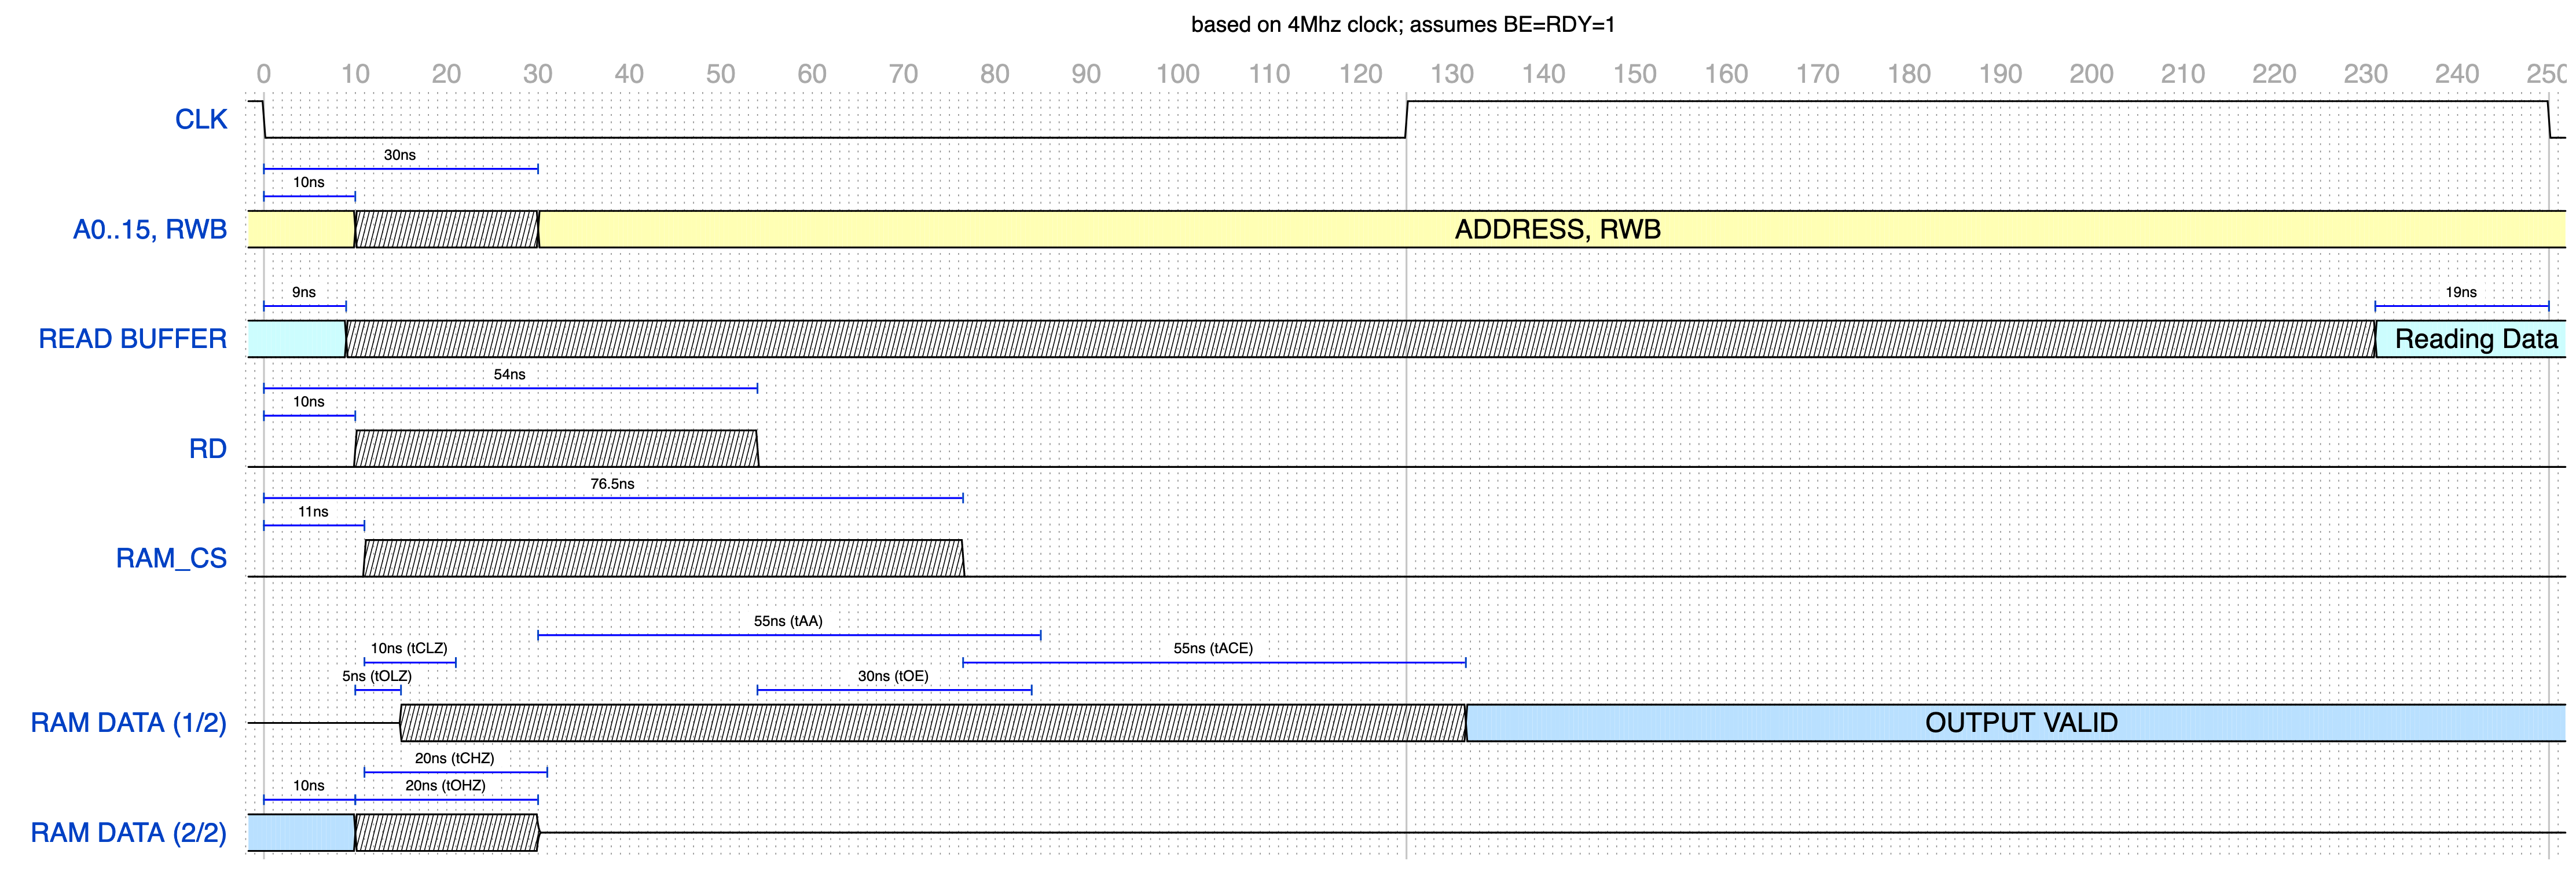 based on 4Mhz clock; assumes BE=RDY=1
0 10 20 30 40 50 60 70 80 90 100 110 120 130 140 150 160 170 180 190 200 210 220 230 240 250
CLK
30ns
10ns
A0..15, RWB
ADDRESS, RWB
9ns
19ns
READ BUFFER
Reading Data
54ns
10ns
RD
76.5ns
11ns
RAM_CS
55ns (tAA)
10ns (tCLZ)
55ns (tACE)
5ns (tOLZ)
30ns (tOE)
RAM DATA (1/2)
OUTPUT VALID
20ns (tCHZ)
10ns
20ns (tOHZ)
RAM DATA (2/2)